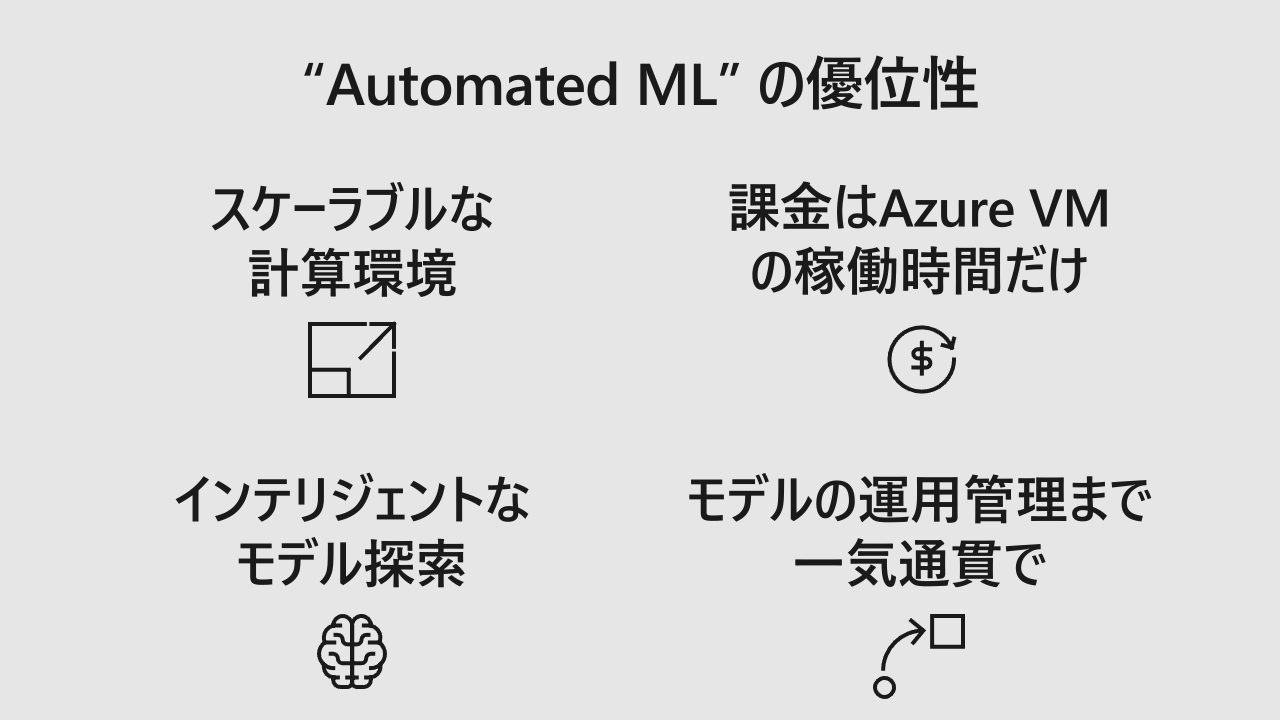 “Automated ML” の優位性
スケーラブルな
計算環境
課金はAzure VM
の稼働時間だけ
$
インテリジェントな
モデル探索
モデルの運用管理まで
一気通貫で